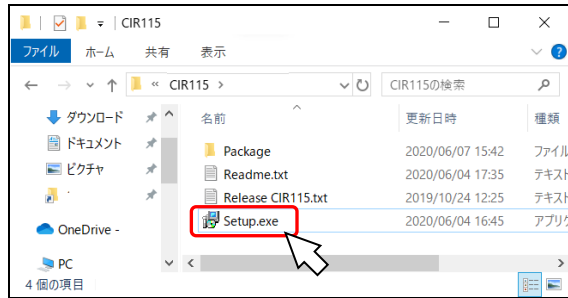 CIR115
ファイル ホーム 共有 表示
« CIR115 > CIR115の検索
ダウンロード
ドキュメント
ピクチャ
OneDrive -
PC
名前 更新日時 種類
Package 2020/06/07 15:42 ファイル
Readme.txt 2020/06/04 17:35 テキスト
Release CIR115.txt 2019/10/24 12:25 テキスト
Setup.exe 2020/06/04 16:45 アプリケ
4 個の項目